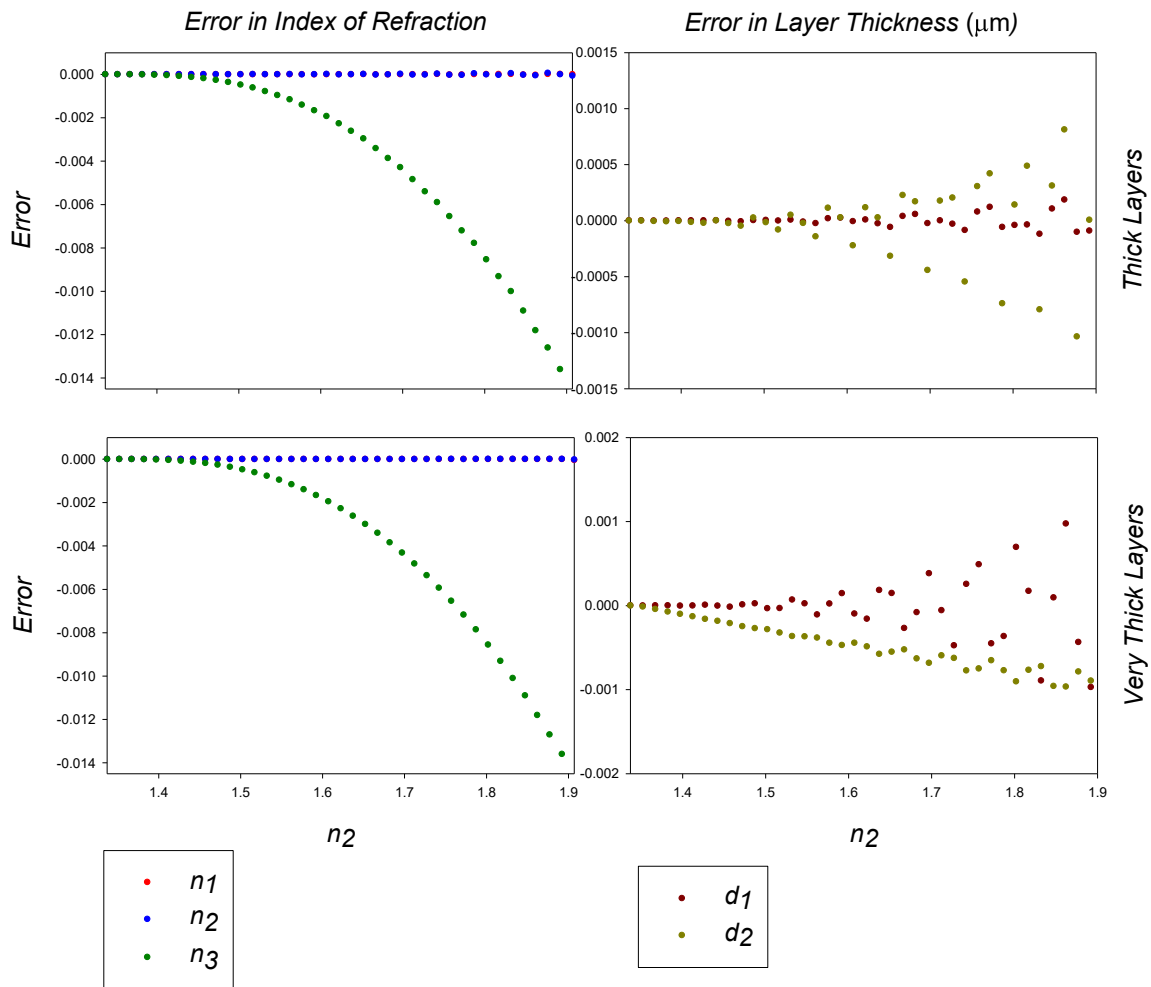 Error in Index of Refraction
Error in Layer Thickness (μm)
Error
0.000
-0.002
-0.004
-0.006
-0.008
-0.010
-0.012
-0.014
0.0015
0.0010
0.0005
0.0000
-0.0005
-0.0010
-0.0015
Thick Layers
Error
0.000
-0.002
-0.004
-0.006
-0.008
-0.010
-0.012
-0.014
1.4 1.5 1.6 1.7 1.8 1.9
n2
0.002
0.001
0.000
-0.001
-0.002
1.4 1.5 1.6 1.7 1.8 1.9
n2
Very Thick Layers
n1
n2
n3
d1
d2